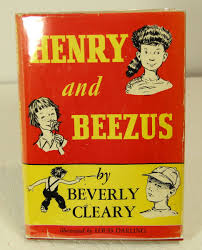 HENRY
and
BEEZUS
by
BEVERLY
CLEARY
illustrated by LOUIS DARLING